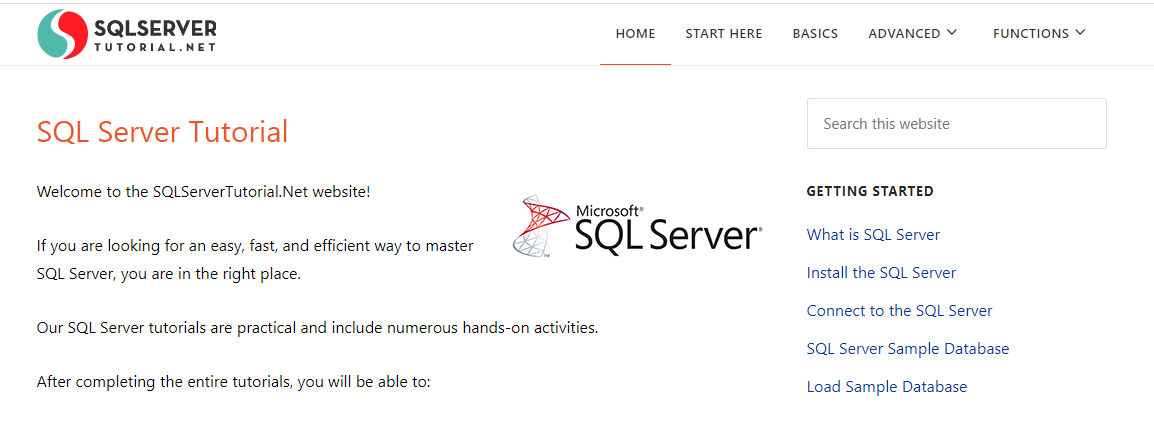 SQLSERVER
TUTORIAL.NET
HOME
START HERE
BASICS
ADVANCED
FUNCTIONS
SQL Server Tutorial
Welcome to the SQLServerTutorial.Net website!
If you are looking for an easy, fast, and efficient way to master
SQL Server, you are in the right place.
Microsoft®
SQL Server®
™
Our SQL Server tutorials are practical and include numerous hands-on activities.
After completing the entire tutorials, you will be able to:
Search this website
GETTING STARTED
What is SQL Server
Install the SQL Server
Connect to the SQL Server
SQL Server Sample Database
Load Sample Database